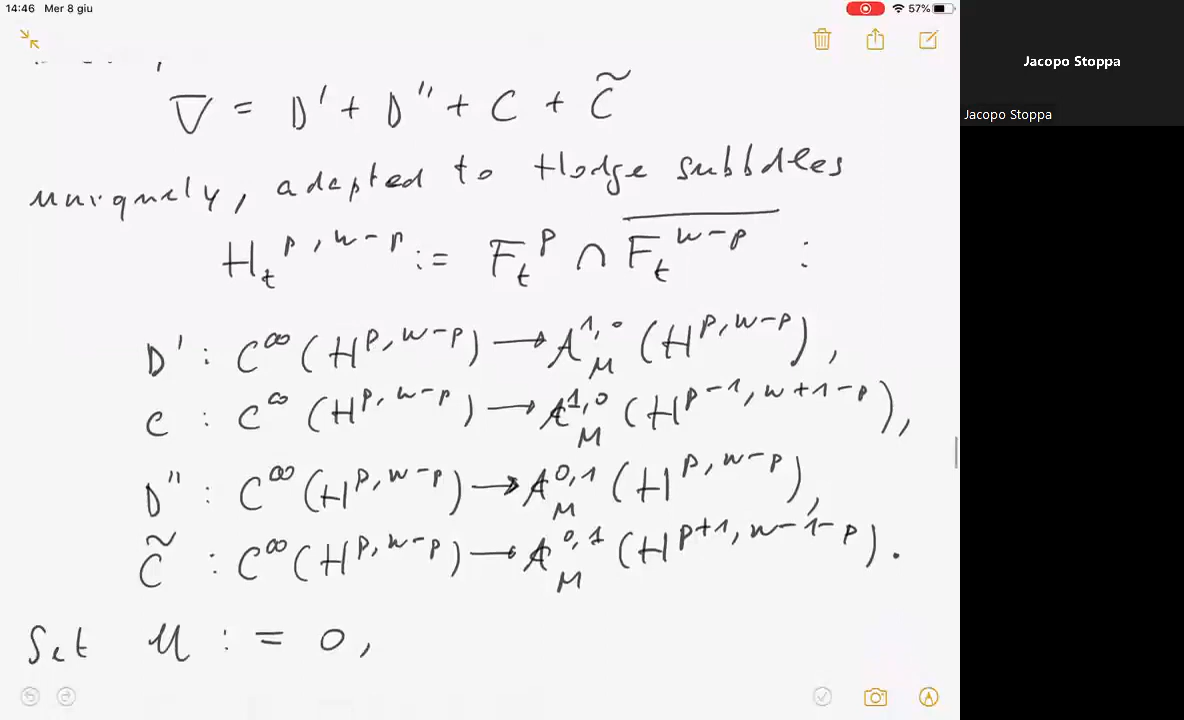 14:46 Mer 8 giu
57%
∇ = D' + D'' + C + C̃
uniquely, adapted to Hodge subbdles
H_t^{p, w-p} := F_t^p ∩ \overline{F_t^{w-p}} :
D' : C^∞(H^{p, w-p}) → A_M^{1,0}(H^{p, w-p}),
C : C^∞(H^{p, w-p}) → A_M^{1,0}(H^{p-1, w+1-p}),
D'' : C^∞(H^{p, w-p}) → A_M^{0,1}(H^{p, w-p}),
C̃ : C^∞(H^{p, w-p}) → A_M^{0,1}(H^{p+1, w-1-p}).
Set U := 0,
Jacopo Stoppa
Jacopo Stoppa